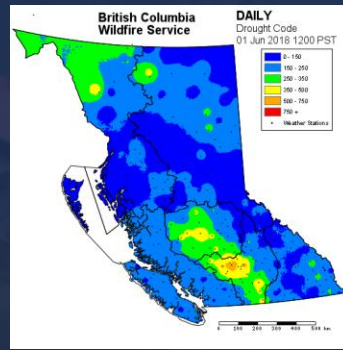 British Columbia
Wildfire Service
DAILY
Drought Code
01 Jun 2018 1200 PST
0 - 150
150 - 250
250 - 350
350 - 500
500 - 750
750 +
Weather Stations
0 100 200 300 400 500 km.